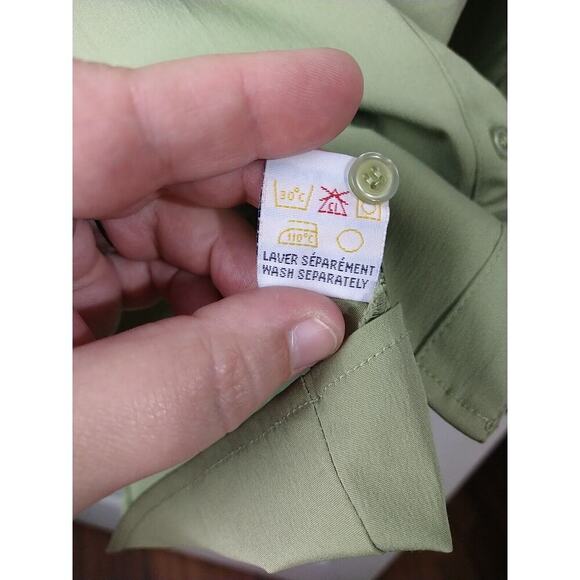 30°C CL
110°C
LAVER SÉPARÉMENT
WASH SEPARATELY